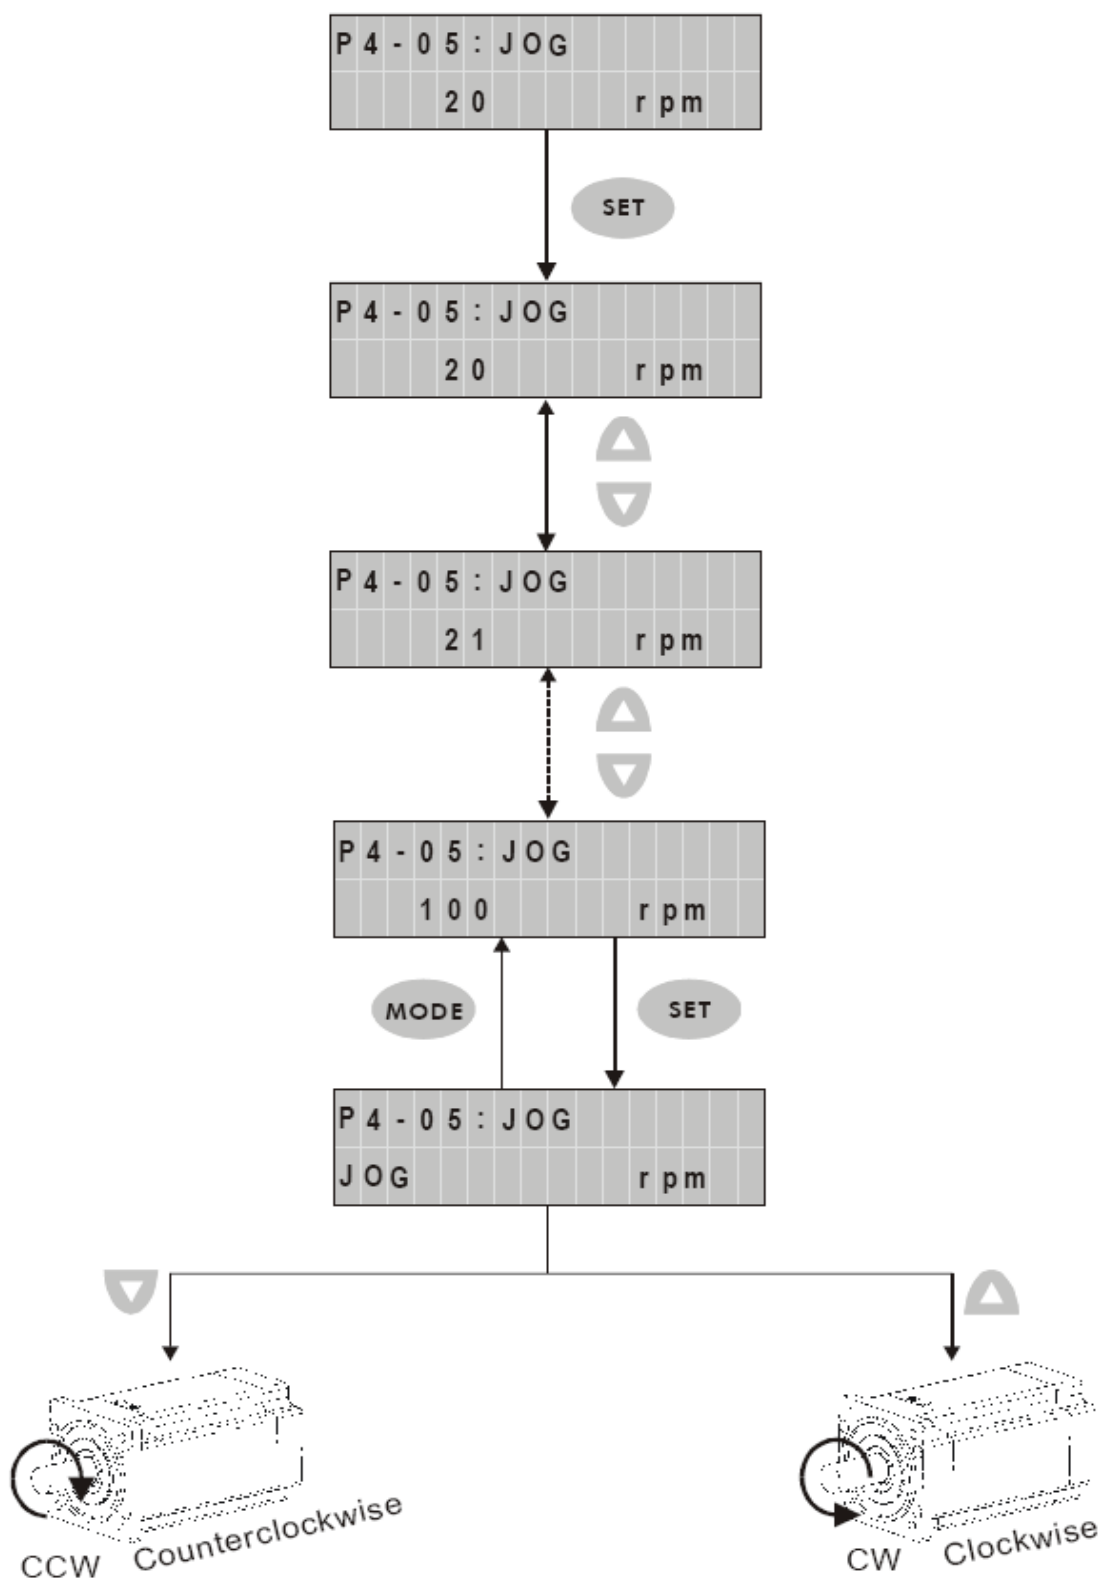 P4-05:JOG
20 rpm
SET
P4-05:JOG
20 rpm
P4-05:JOG
21 rpm
P4-05:JOG
100 rpm
MODE SET
P4-05:JOG
JOG rpm
CCW Counterclockwise
CW Clockwise